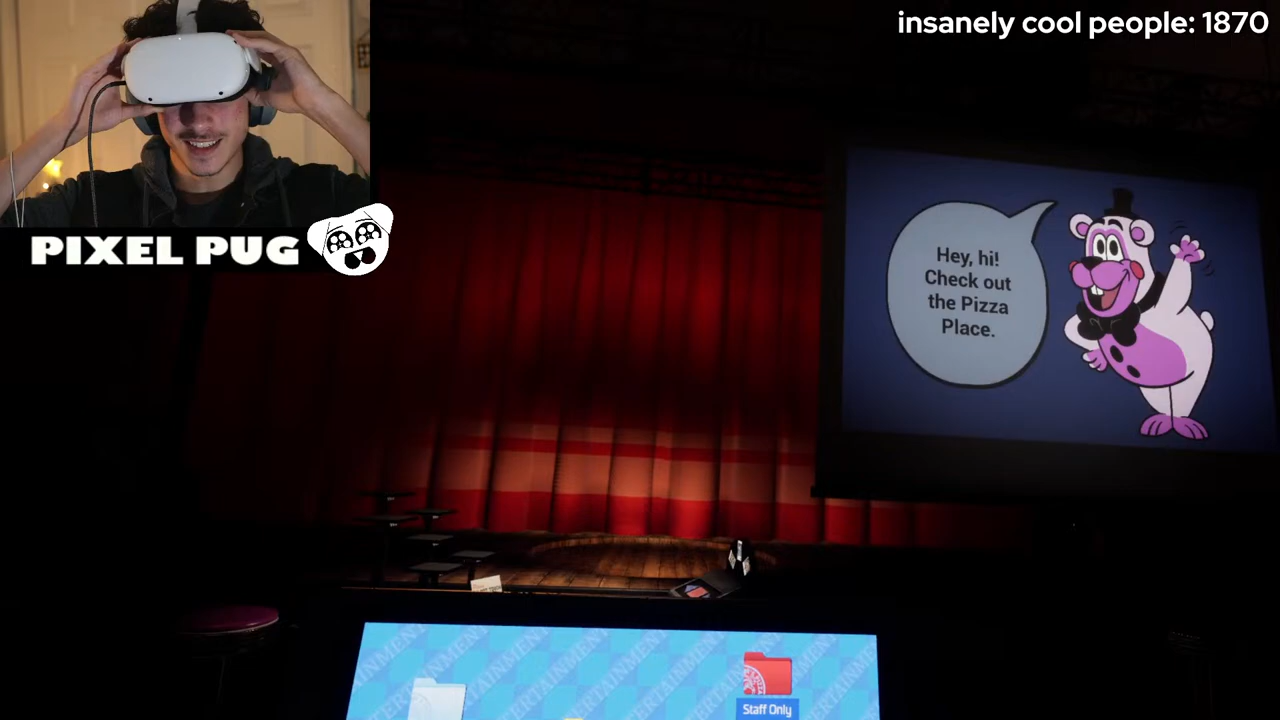 insanely cool people: 1870
PIXEL PUG
Hey, hi!
Check out
the Pizza
Place.
Staff Only